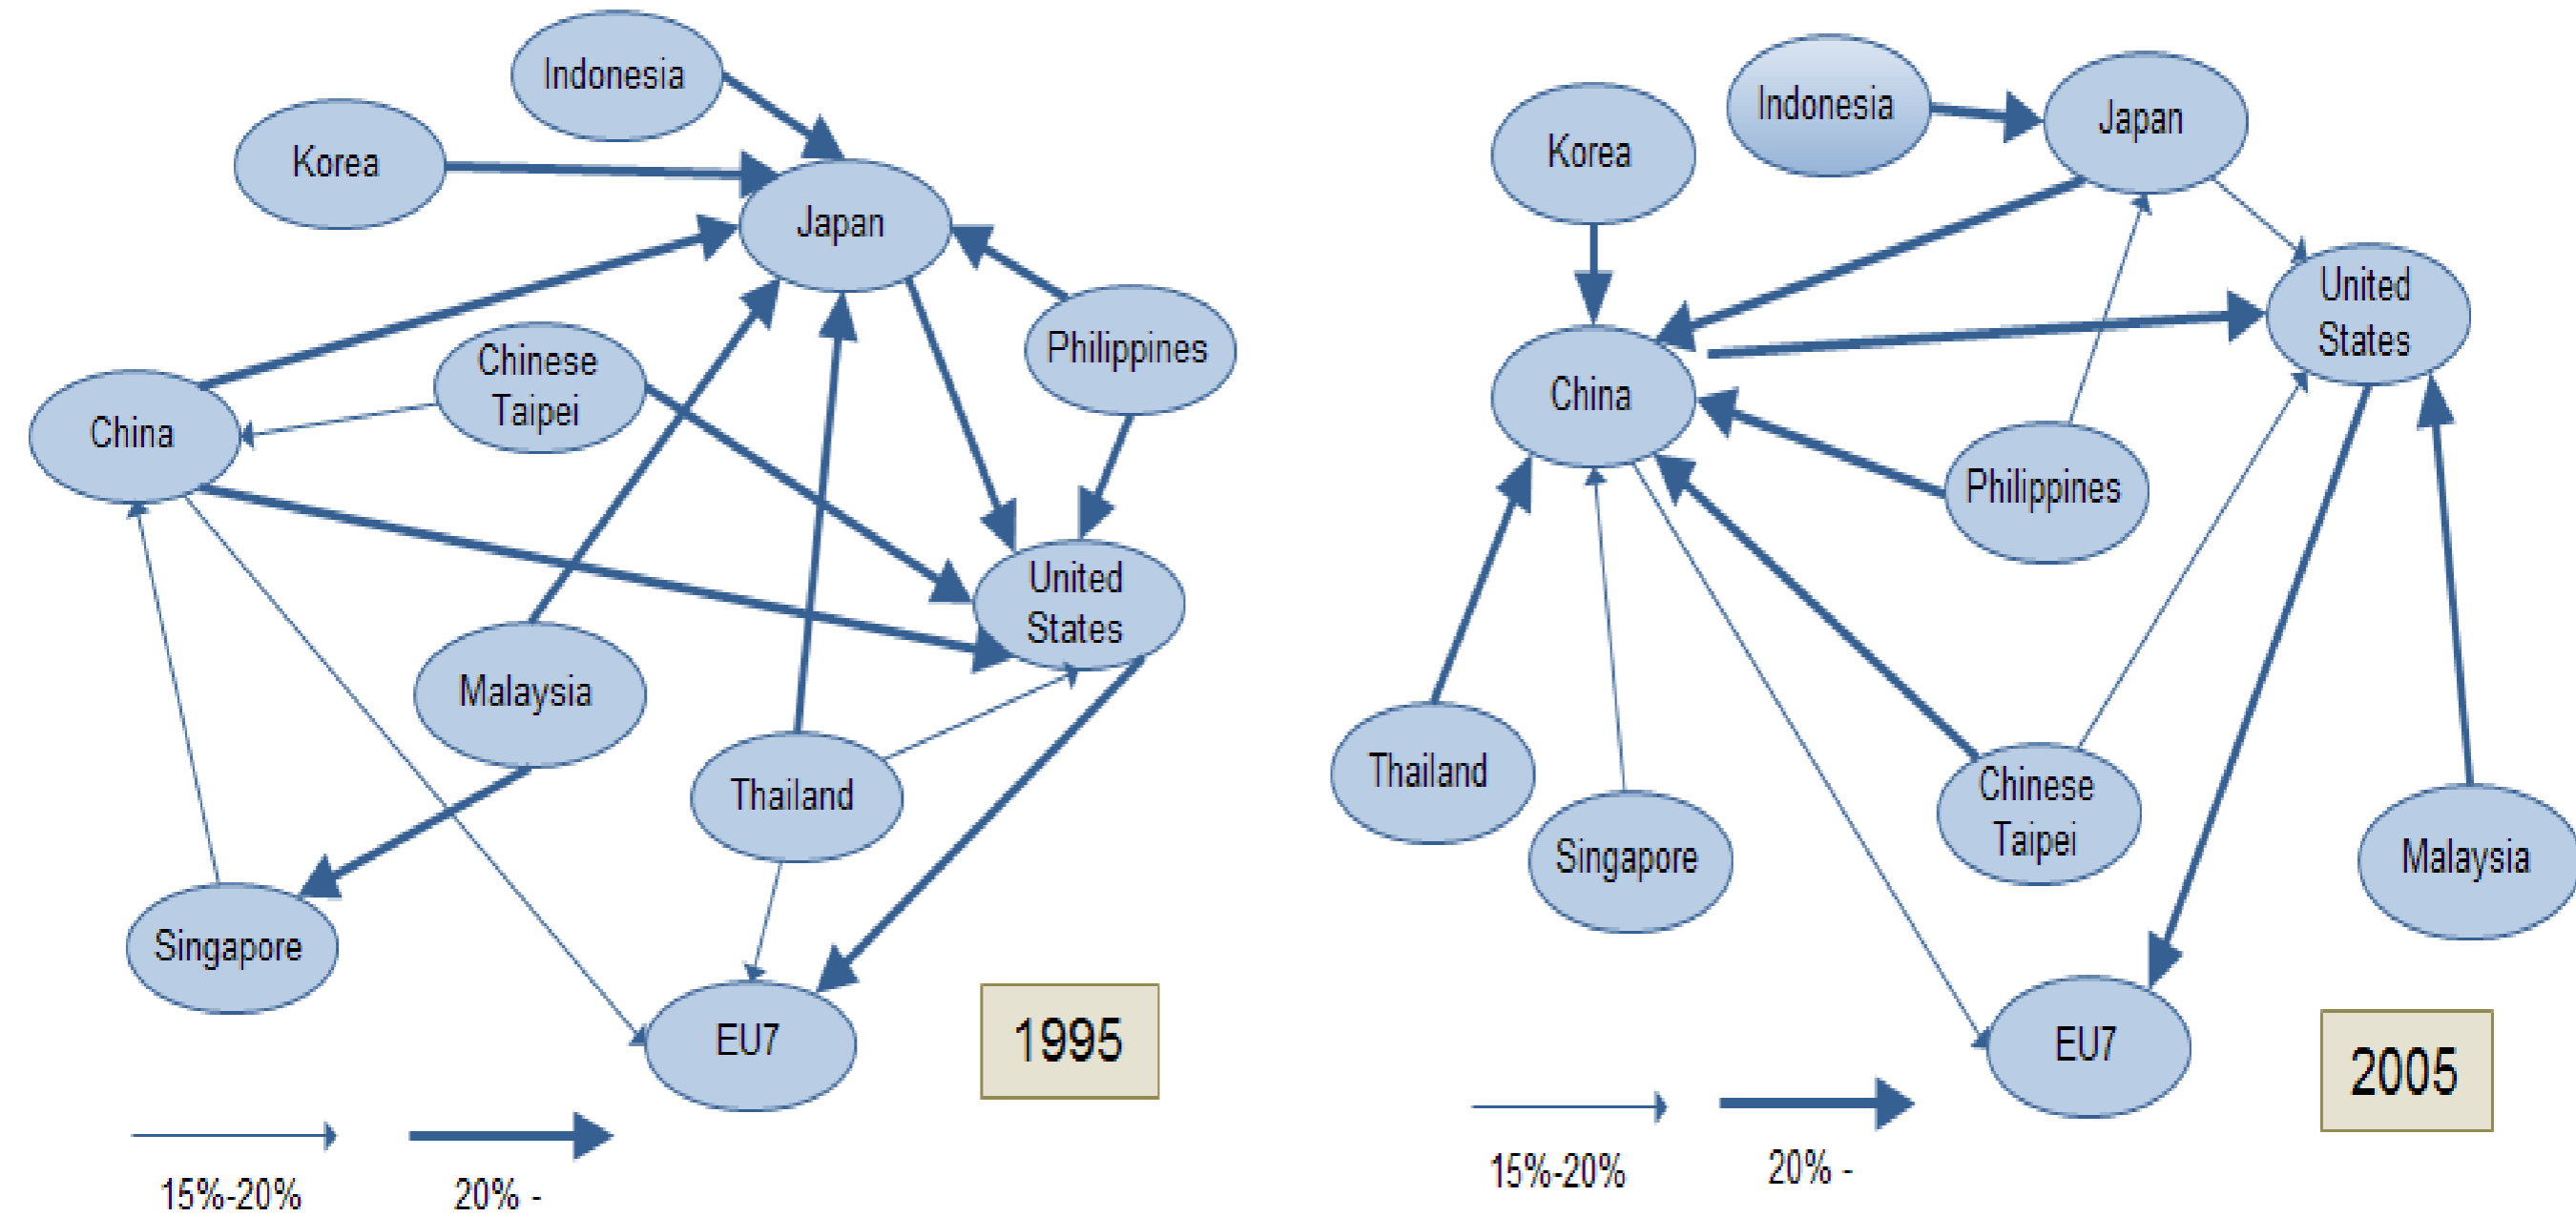 Indonesia
Korea
Japan
Philippines
Chinese
Taipei
China
United
States
Malaysia
Thailand
Singapore
EU7
1995
15%-20%
20% -
Indonesia
Japan
Korea
United
States
China
Philippines
Thailand
Chinese
Taipei
Singapore
Malaysia
EU7
2005
15%-20%
20% -